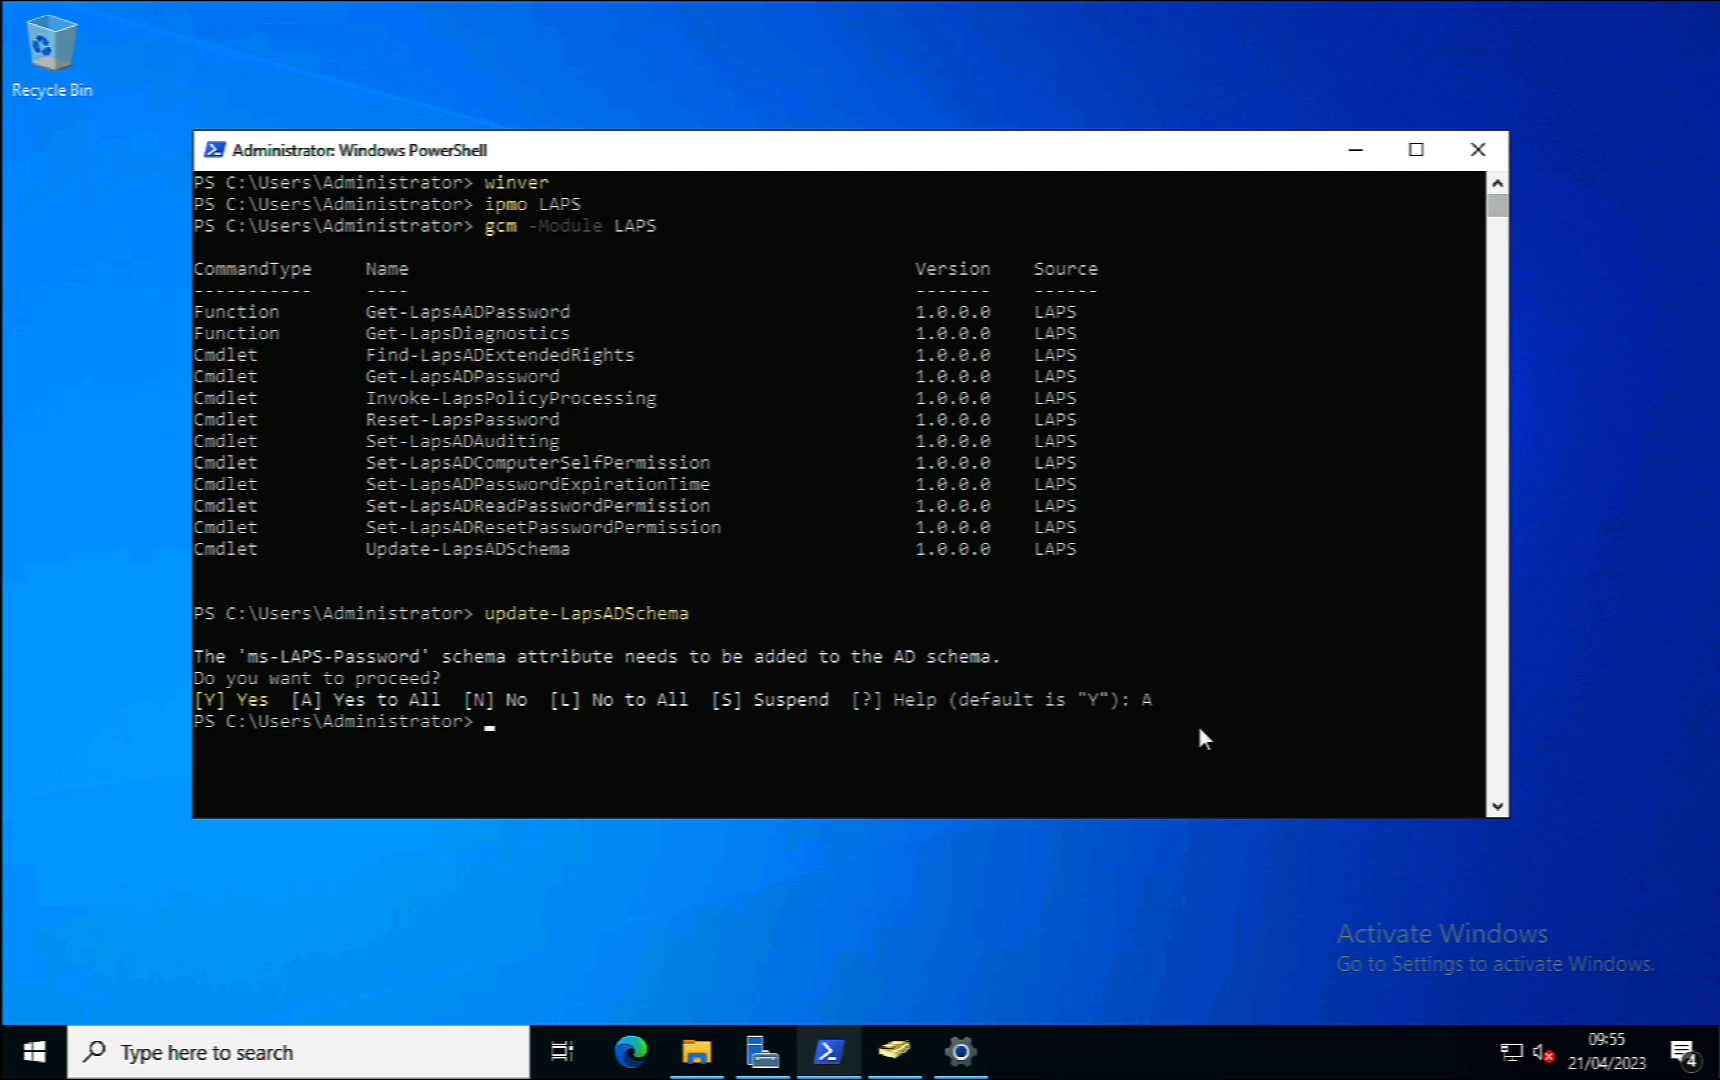 Recycle Bin
Administrator: Windows PowerShell
PS C:\Users\Administrator> winver
PS C:\Users\Administrator> ipmo LAPS
PS C:\Users\Administrator> gcm -Module LAPS
CommandType Name Version Source
----------- ---- ------- ------
Function Get-LapsAADPassword 1.0.0.0 LAPS
Function Get-LapsDiagnostics 1.0.0.0 LAPS
Cmdlet Find-LapsADExtendedRights 1.0.0.0 LAPS
Cmdlet Get-LapsADPassword 1.0.0.0 LAPS
Cmdlet Invoke-LapsPolicyProcessing 1.0.0.0 LAPS
Cmdlet Reset-LapsPassword 1.0.0.0 LAPS
Cmdlet Set-LapsADAuditing 1.0.0.0 LAPS
Cmdlet Set-LapsADComputerSelfPermission 1.0.0.0 LAPS
Cmdlet Set-LapsADPasswordExpirationTime 1.0.0.0 LAPS
Cmdlet Set-LapsADReadPasswordPermission 1.0.0.0 LAPS
Cmdlet Set-LapsADResetPasswordPermission 1.0.0.0 LAPS
Cmdlet Update-LapsADSchema 1.0.0.0 LAPS
PS C:\Users\Administrator> update-LapsADSchema
The 'ms-LAPS-Password' schema attribute needs to be added to the AD schema.
Do you want to proceed?
[Y] Yes [A] Yes to All [N] No [L] No to All [S] Suspend [?] Help (default is "Y"): A
PS C:\Users\Administrator>
Activate Windows
Go to Settings to activate Windows.
Type here to search
09:55
21/04/2023
4